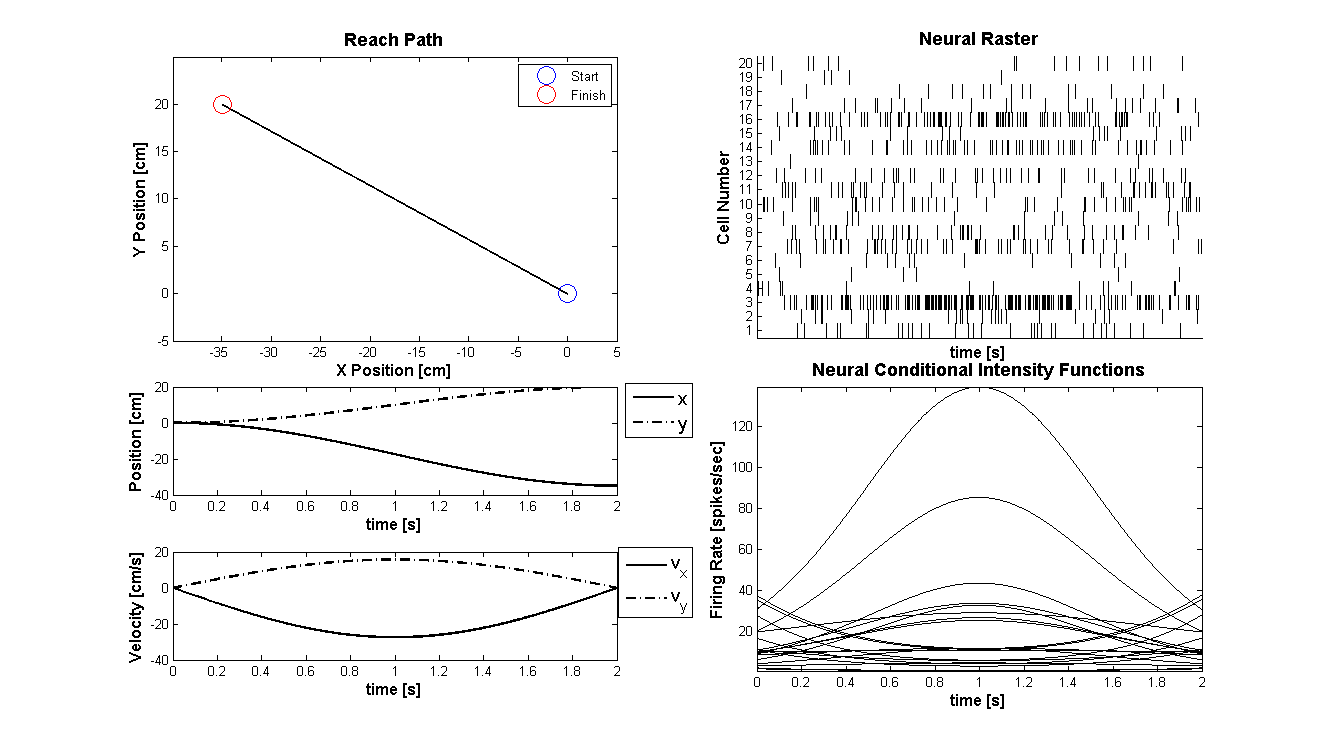 Reach Path
Start
Finish
Y Position [cm]
20
15
10
5
0
-5
-35 -30 -25 -20 -15 -10 -5 0 5
X Position [cm]
Position [cm]
20
0
-20
-40
x
y
0 0.2 0.4 0.6 0.8 1 1.2 1.4 1.6 1.8 2
time [s]
Velocity [cm/s]
20
0
-20
-40
v_x
v_y
0 0.2 0.4 0.6 0.8 1 1.2 1.4 1.6 1.8 2
time [s]
Neural Raster
Cell Number
20
19
18
17
16
15
14
13
12
11
10
9
8
7
6
5
4
3
2
1
time [s]
Neural Conditional Intensity Functions
Firing Rate [spikes/sec]
120
100
80
60
40
20
0 0.2 0.4 0.6 0.8 1 1.2 1.4 1.6 1.8 2
time [s]